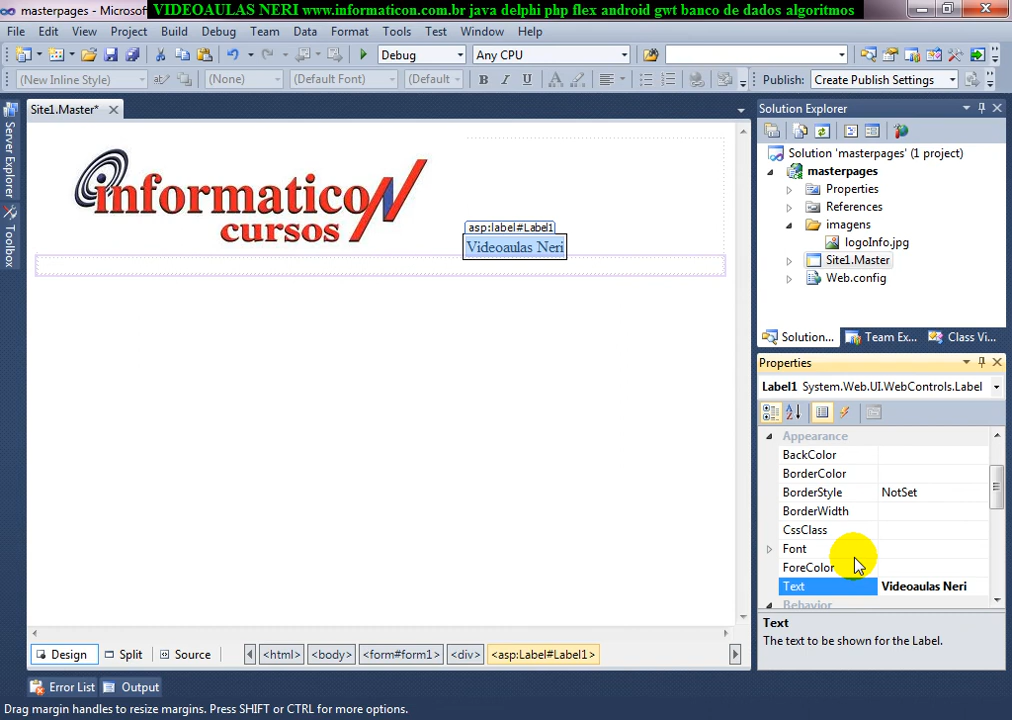 masterpages - Microsof
VIDEOAULAS NERI www.informaticon.com.br java delphi php flex android gwt banco de dados algoritmos
File Edit View Project Build Debug Team Data Format Tools Test Window Help
Debug Any CPU
(New Inline Style) (None) (Default Font) (Default B I U A Publish: Create Publish Settings
Server Explorer
Toolbox
Site1.Master*
informaticoN
cursos
asp:label#Label1
Videoaulas Neri
Solution Explorer
Solution 'masterpages' (1 project)
masterpages
Properties
References
imagens
logoInfo.jpg
Site1.Master
Web.config
Solution... Team Ex... Class Vi...
Properties
Label1 System.Web.UI.WebControls.Label
Appearance
BackColor
BorderColor
BorderStyle NotSet
BorderWidth
CssClass
Font
ForeColor
Text Videoaulas Neri
Behavior
Text
The text to be shown for the Label.
Design Split Source <html> <body> <form#form1> <div> <asp:Label#Label1>
Error List Output
Drag margin handles to resize margins. Press SHIFT or CTRL for more options.